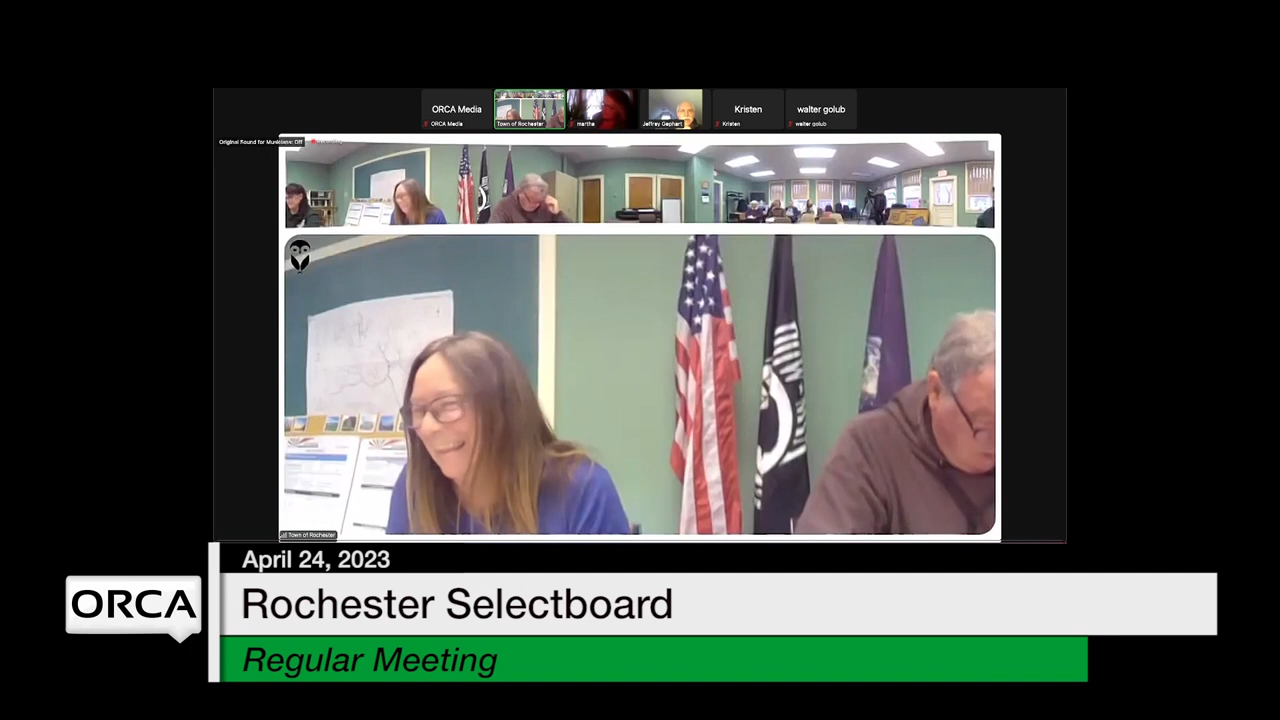 ORCA Media
Kristen
walter golub
ORCA Media
Town of Rochester
martha
Jeffrey Gephart
Kristen
walter golub
Original Sound for Musicians: Off
Town of Rochester
April 24, 2023
ORCA
Rochester Selectboard
Regular Meeting